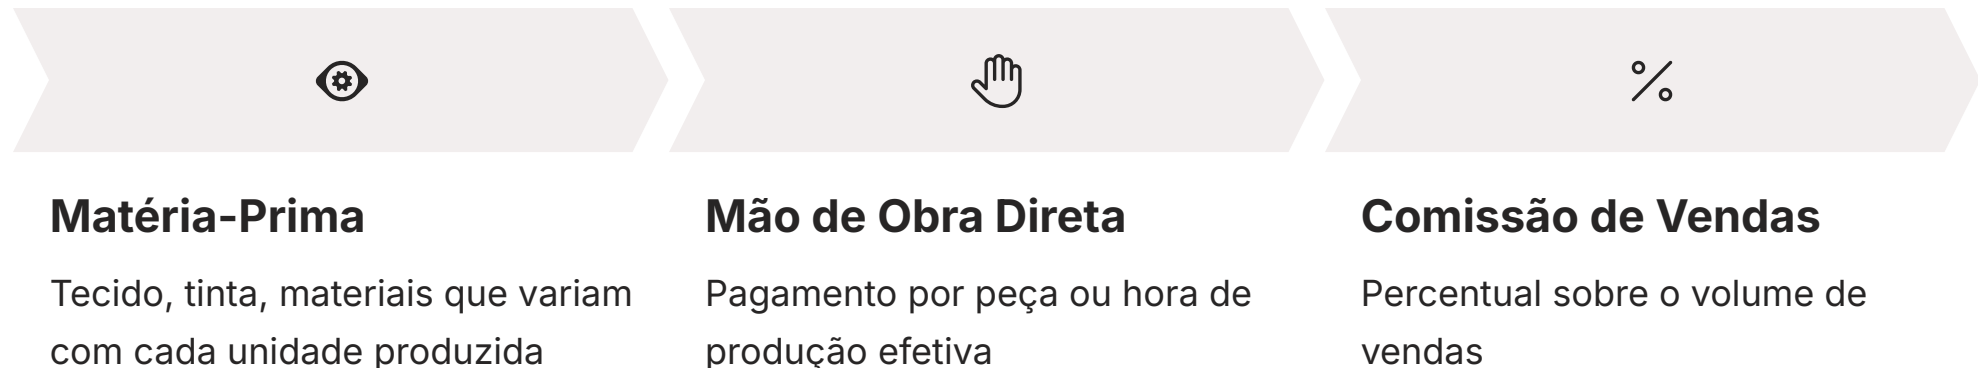 Matéria-Prima
Tecido, tinta, materiais que variam
com cada unidade produzida
Mão de Obra Direta
Pagamento por peça ou hora de
produção efetiva
Comissão de Vendas
Percentual sobre o volume de
vendas